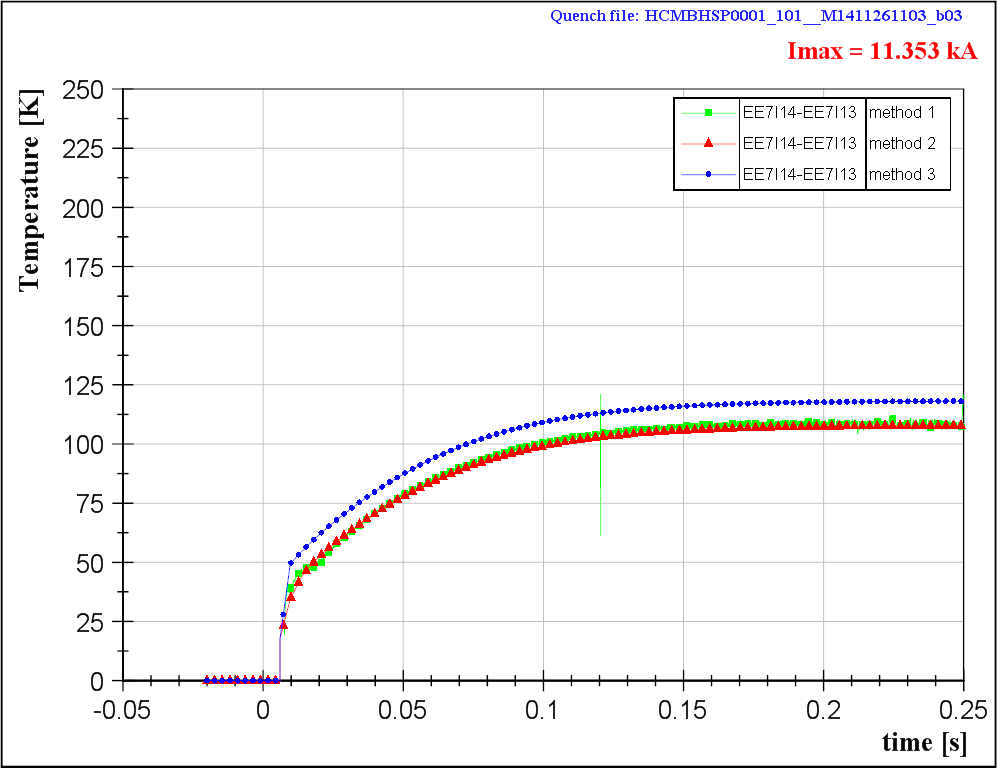 Quench file: HCMBHSP0001_101__M1411261103_b03
Imax = 11.353 kA
Temperature [K]
250
225
200
175
150
125
100
75
50
25
0
EE7I14-EE7I13 method 1
EE7I14-EE7I13 method 2
EE7I14-EE7I13 method 3
-0.05 0 0.05 0.1 0.15 0.2 0.25
time [s]